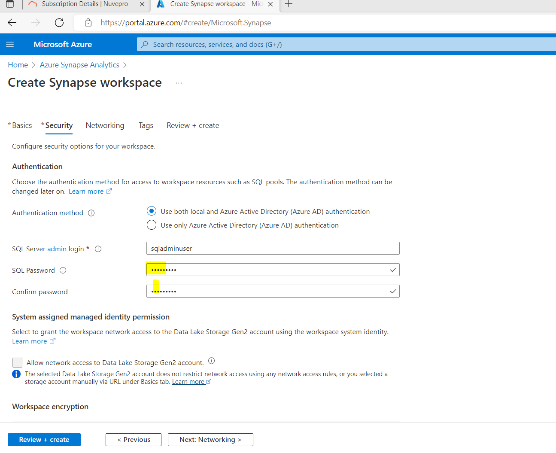 Subscription Details | Nuvepro
Create Synapse workspace - Mic
https://portal.azure.com/#create/Microsoft.Synapse
Microsoft Azure
Search resources, services, and docs (G+/)
Home > Azure Synapse Analytics >
Create Synapse workspace ...
* Basics * Security Networking Tags Review + create
Configure security options for your workspace.
Authentication
Choose the authentication method for access to workspace resources such as SQL pools. The authentication method can be
changed later on. Learn more
Authentication method
Use both local and Azure Active Directory (Azure AD) authentication
Use only Azure Active Directory (Azure AD) authentication
SQL Server admin login *
sqladminuser
SQL Password
•••••••••
Confirm password
•••••••••
System assigned managed identity permission
Select to grant the workspace network access to the Data Lake Storage Gen2 account using the workspace system identity.
Learn more
Allow network access to Data Lake Storage Gen2 account.
The selected Data Lake Storage Gen2 account does not restrict network access using any network access rules, or you selected a
storage account manually via URL under Basics tab. Learn more
Workspace encryption
Review + create
< Previous
Next: Networking >